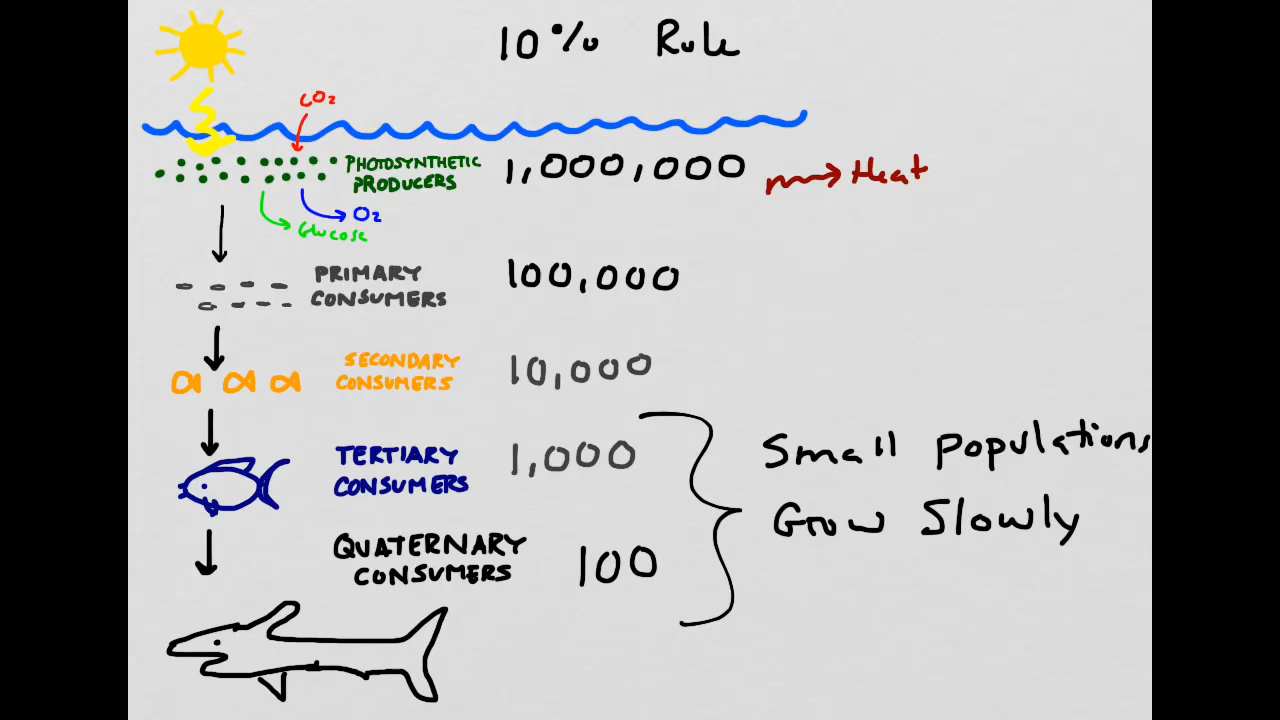 10% Rule
CO2
PHOTOSYNTHETIC
PRODUCERS
1,000,000
Heat
O2
Glucose
PRIMARY
CONSUMERS
100,000
SECONDARY
CONSUMERS
10,000
TERTIARY
CONSUMERS
1,000
QUATERNARY
CONSUMERS
100
Small Populations
Grow Slowly